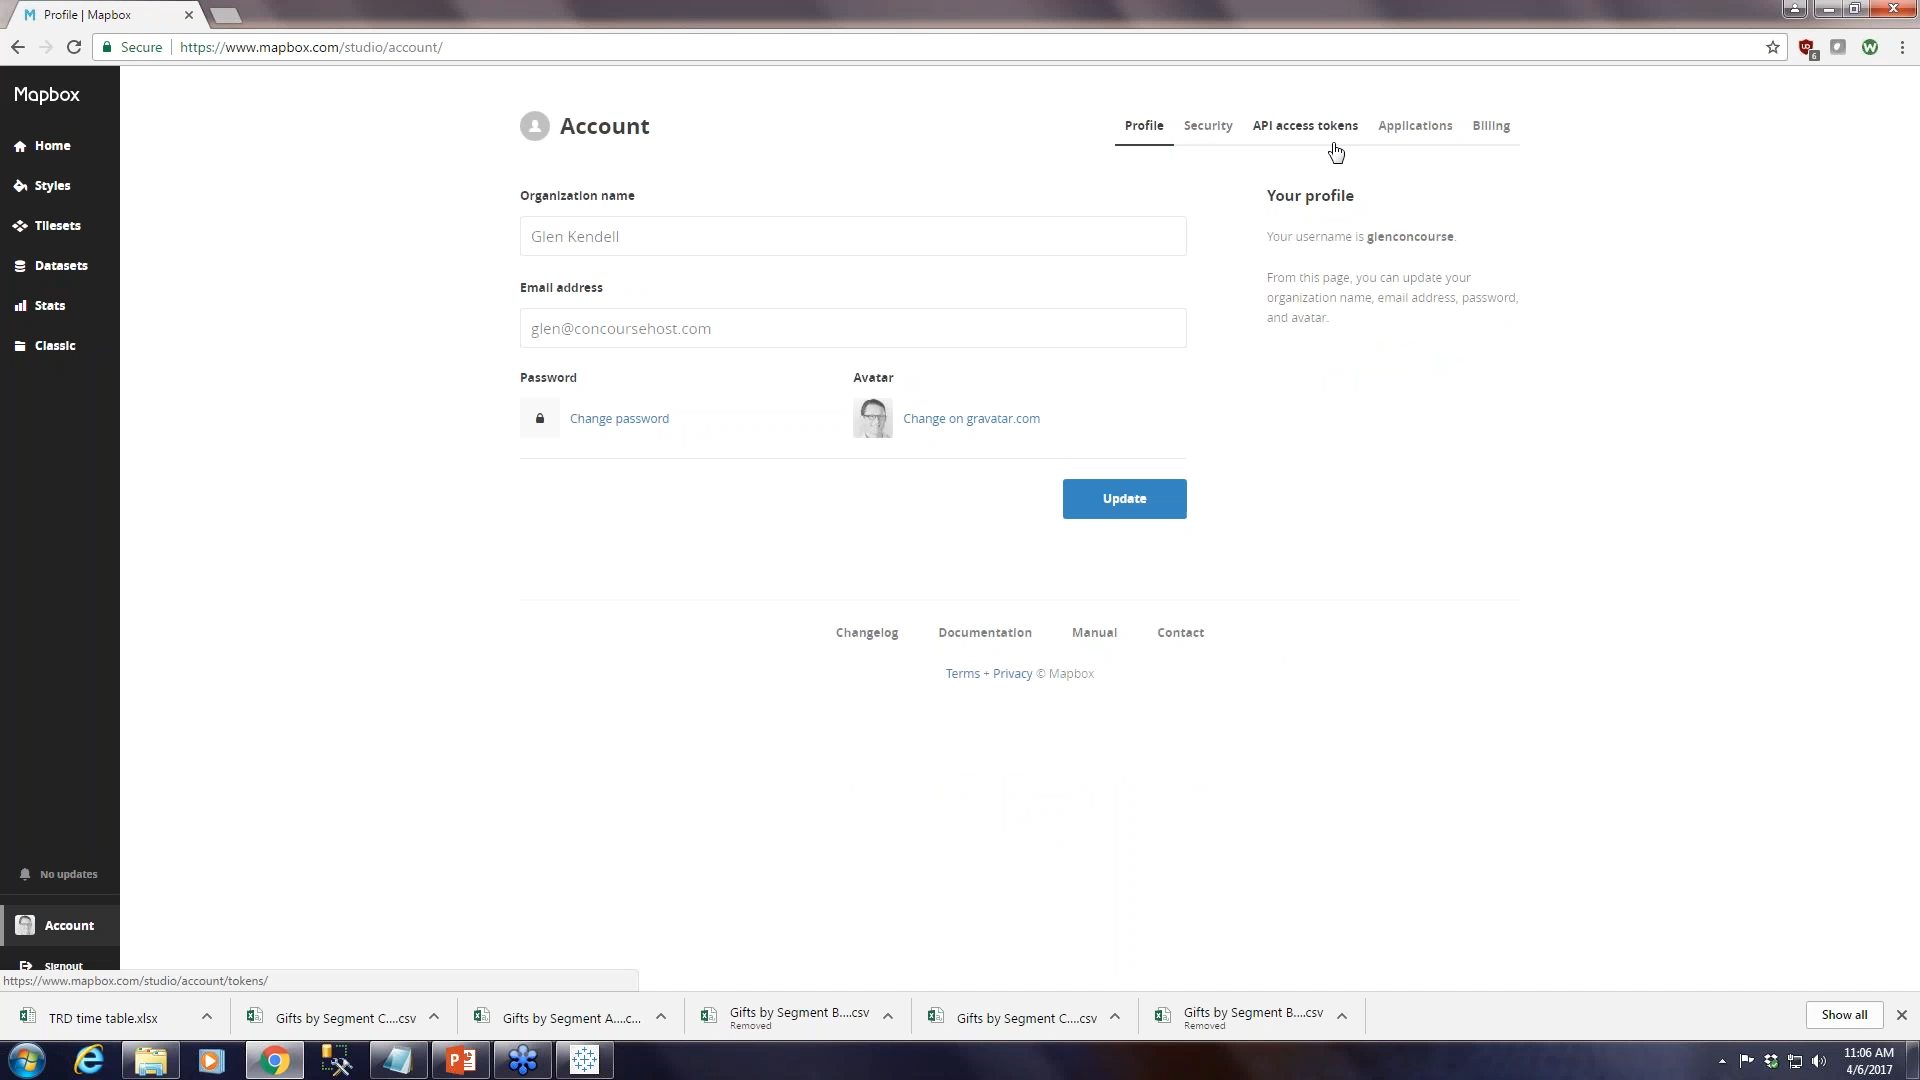 Profile | Mapbox
Secure
https://www.mapbox.com/studio/account/
6
Mapbox
Home
Styles
Tilesets
Datasets
Stats
Classic
No updates
Account
Signout
Account
Profile
Security
API access tokens
Applications
Billing
Organization name
Glen Kendell
Email address
glen@concoursehost.com
Password
Avatar
Change password
Change on gravatar.com
Update
Your profile
Your username is glenconcourse.
From this page, you can update your
organization name, email address, password,
and avatar.
Changelog
Documentation
Manual
Contact
Terms + Privacy © Mapbox
https://www.mapbox.com/studio/account/tokens/
TRD time table.xlsx
Gifts by Segment C....csv
Gifts by Segment A....c...
Gifts by Segment B....csv
Removed
Gifts by Segment C....csv
Gifts by Segment B....csv
Removed
Show all
11:06 AM
4/6/2017